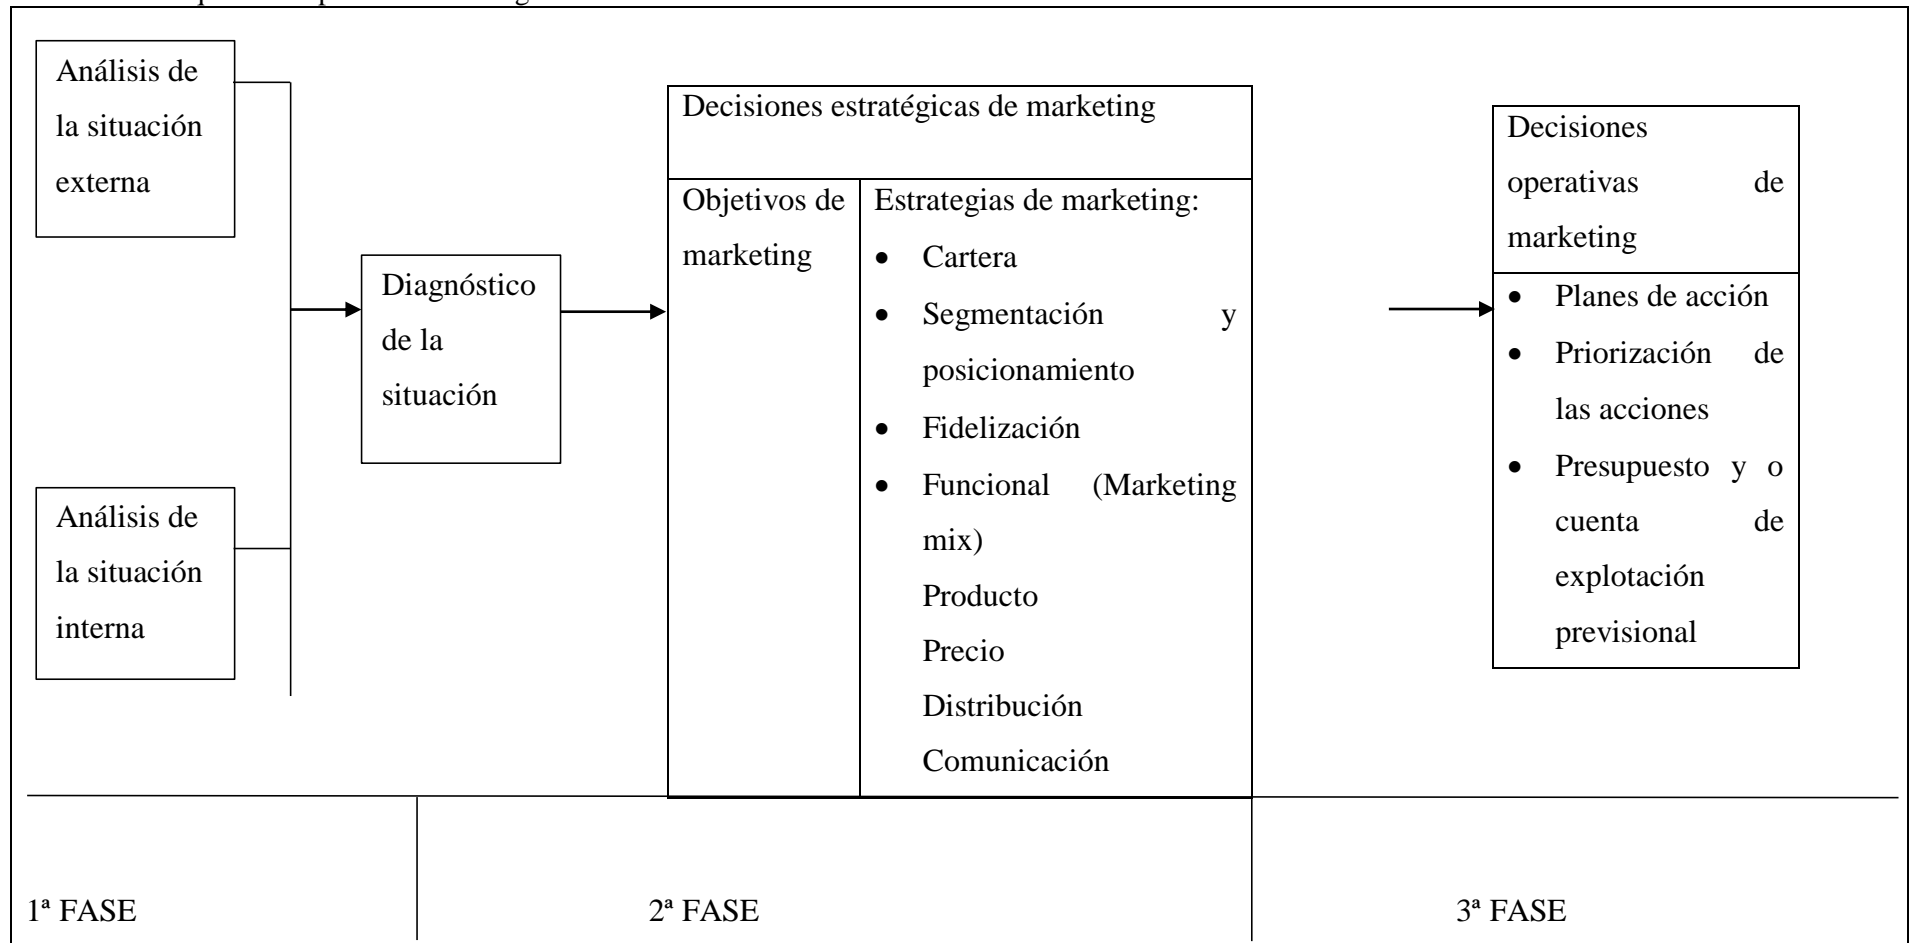 Análisis de
la situación
externa
Análisis de
la situación
interna
Diagnóstico
de la
situación
Decisiones estratégicas de marketing
Objetivos de
marketing
Estrategias de marketing:
• Cartera
• Segmentación y
posicionamiento
• Fidelización
• Funcional (Marketing
mix)
Producto
Precio
Distribución
Comunicación
Decisiones
operativas de
marketing
• Planes de acción
• Priorización de
las acciones
• Presupuesto y o
cuenta de
explotación
previsional
1ª FASE
2ª FASE
3ª FASE